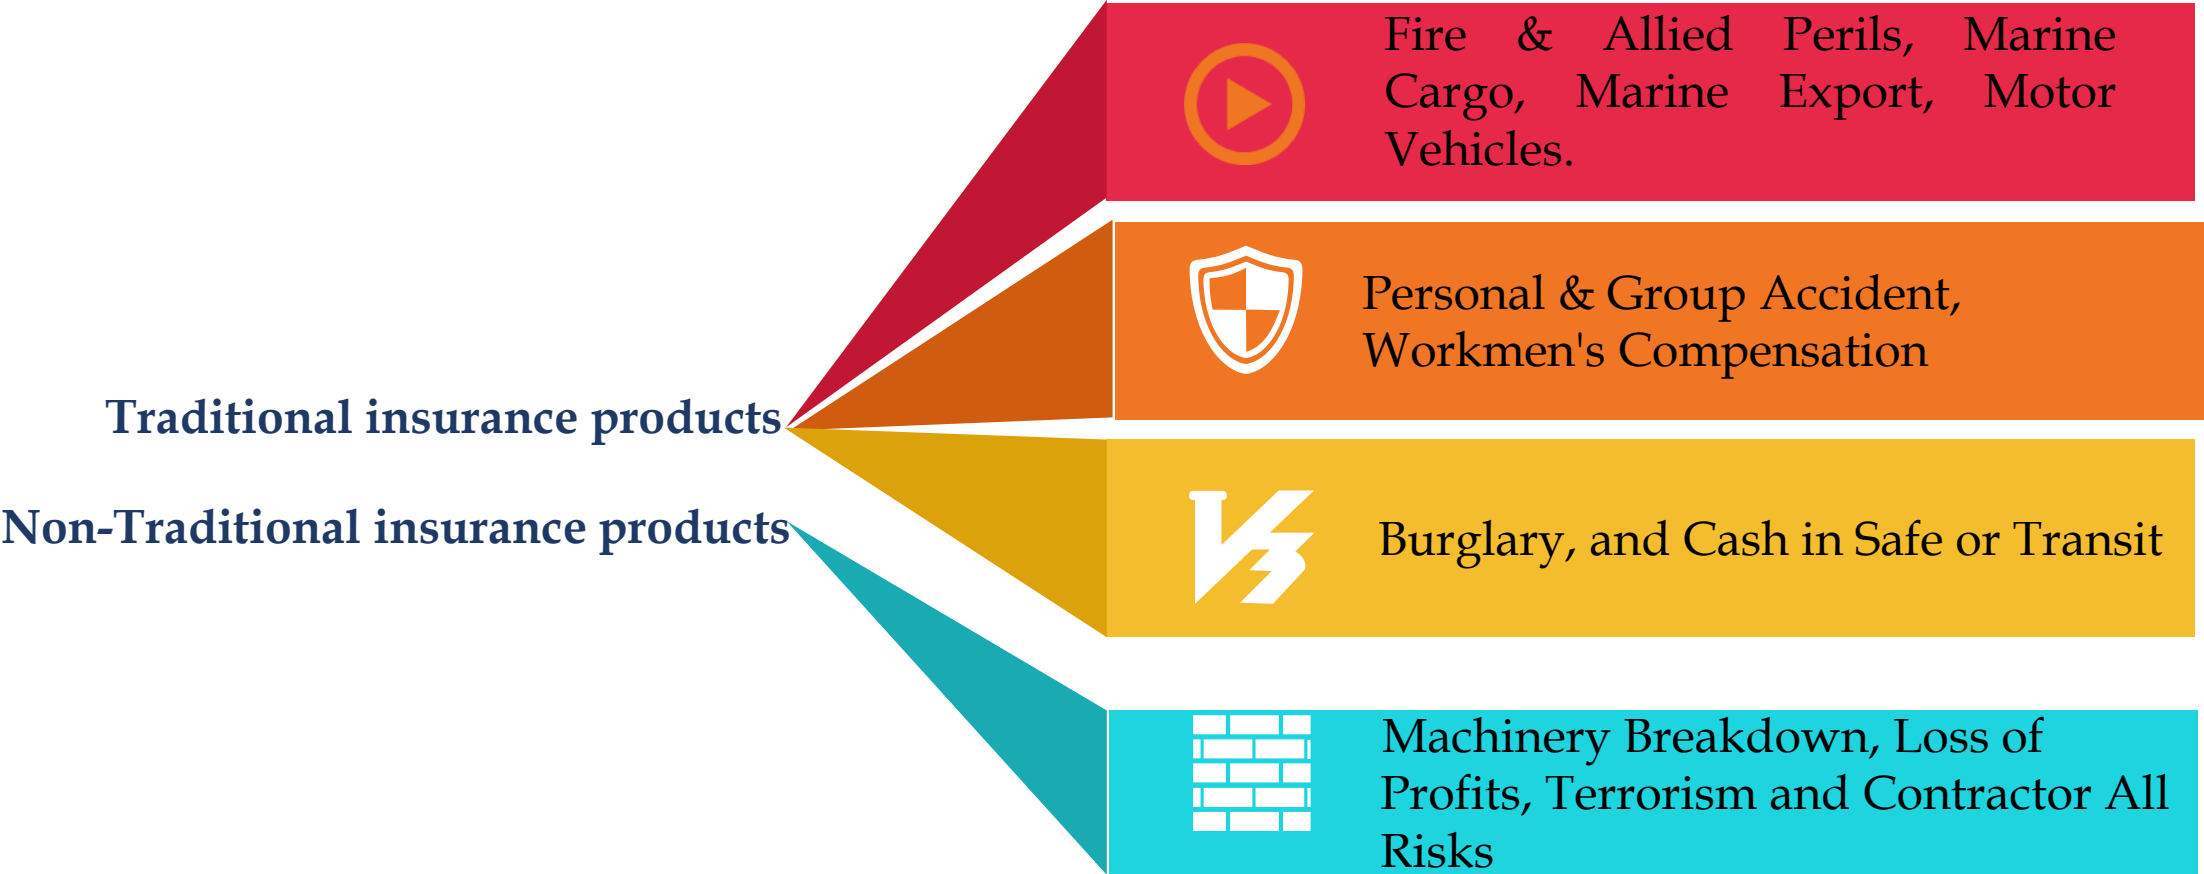 Fire & Allied Perils, Marine
Cargo, Marine Export, Motor
Vehicles.
Personal & Group Accident,
Workmen's Compensation
Traditional insurance products
Non-Traditional insurance products
Burglary, and Cash in Safe or Transit
Machinery Breakdown, Loss of
Profits, Terrorism and Contractor All
Risks